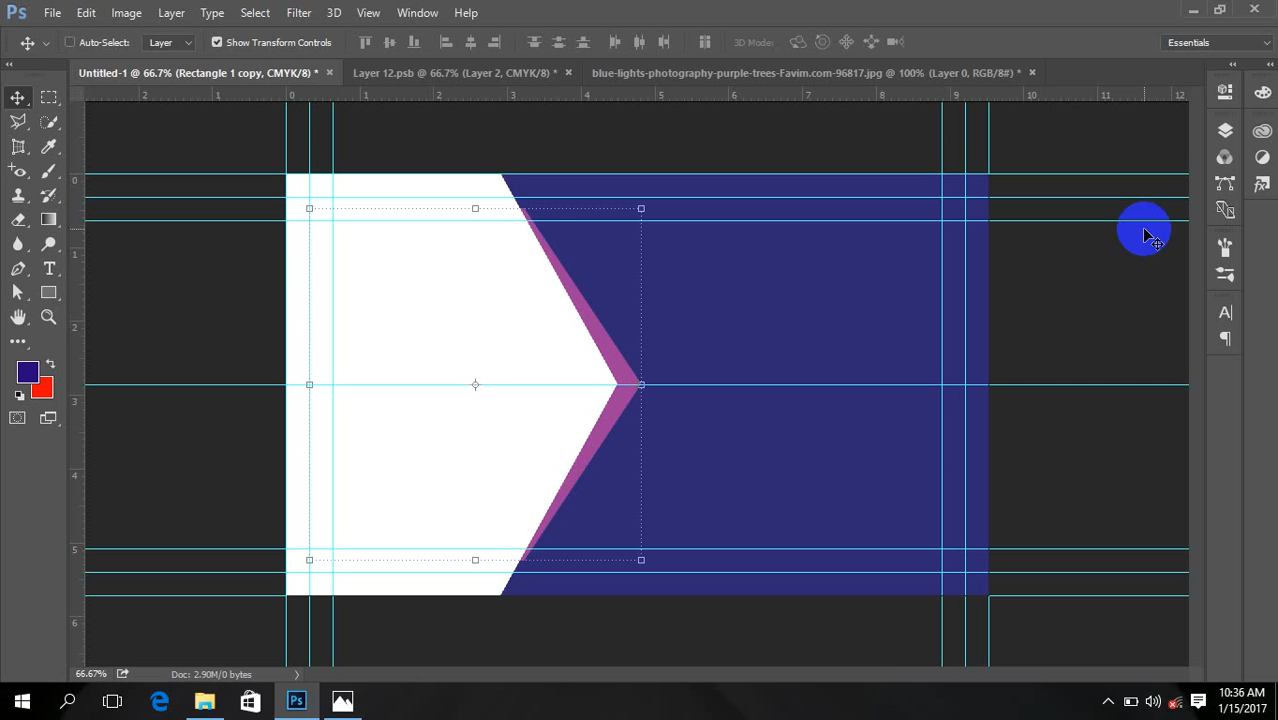 Ps File Edit Image Layer Type Select Filter 3D View Window Help
Auto-Select: Layer Show Transform Controls 3D Mode: Essentials
Untitled-1 @ 66.7% (Rectangle 1 copy, CMYK/8) * × Layer 12.psb @ 66.7% (Layer 2, CMYK/8) * × blue-lights-photography-purple-trees-Favim.com-96817.jpg @ 100% (Layer 0, RGB/8#) * ×
2 1 0 1 2 3 4 5 6 7 8 9 10 11 12
0
1
2
3
4
5
6
66.67% Doc: 2.90M/0 bytes
Ps
10:36 AM
1/15/2017